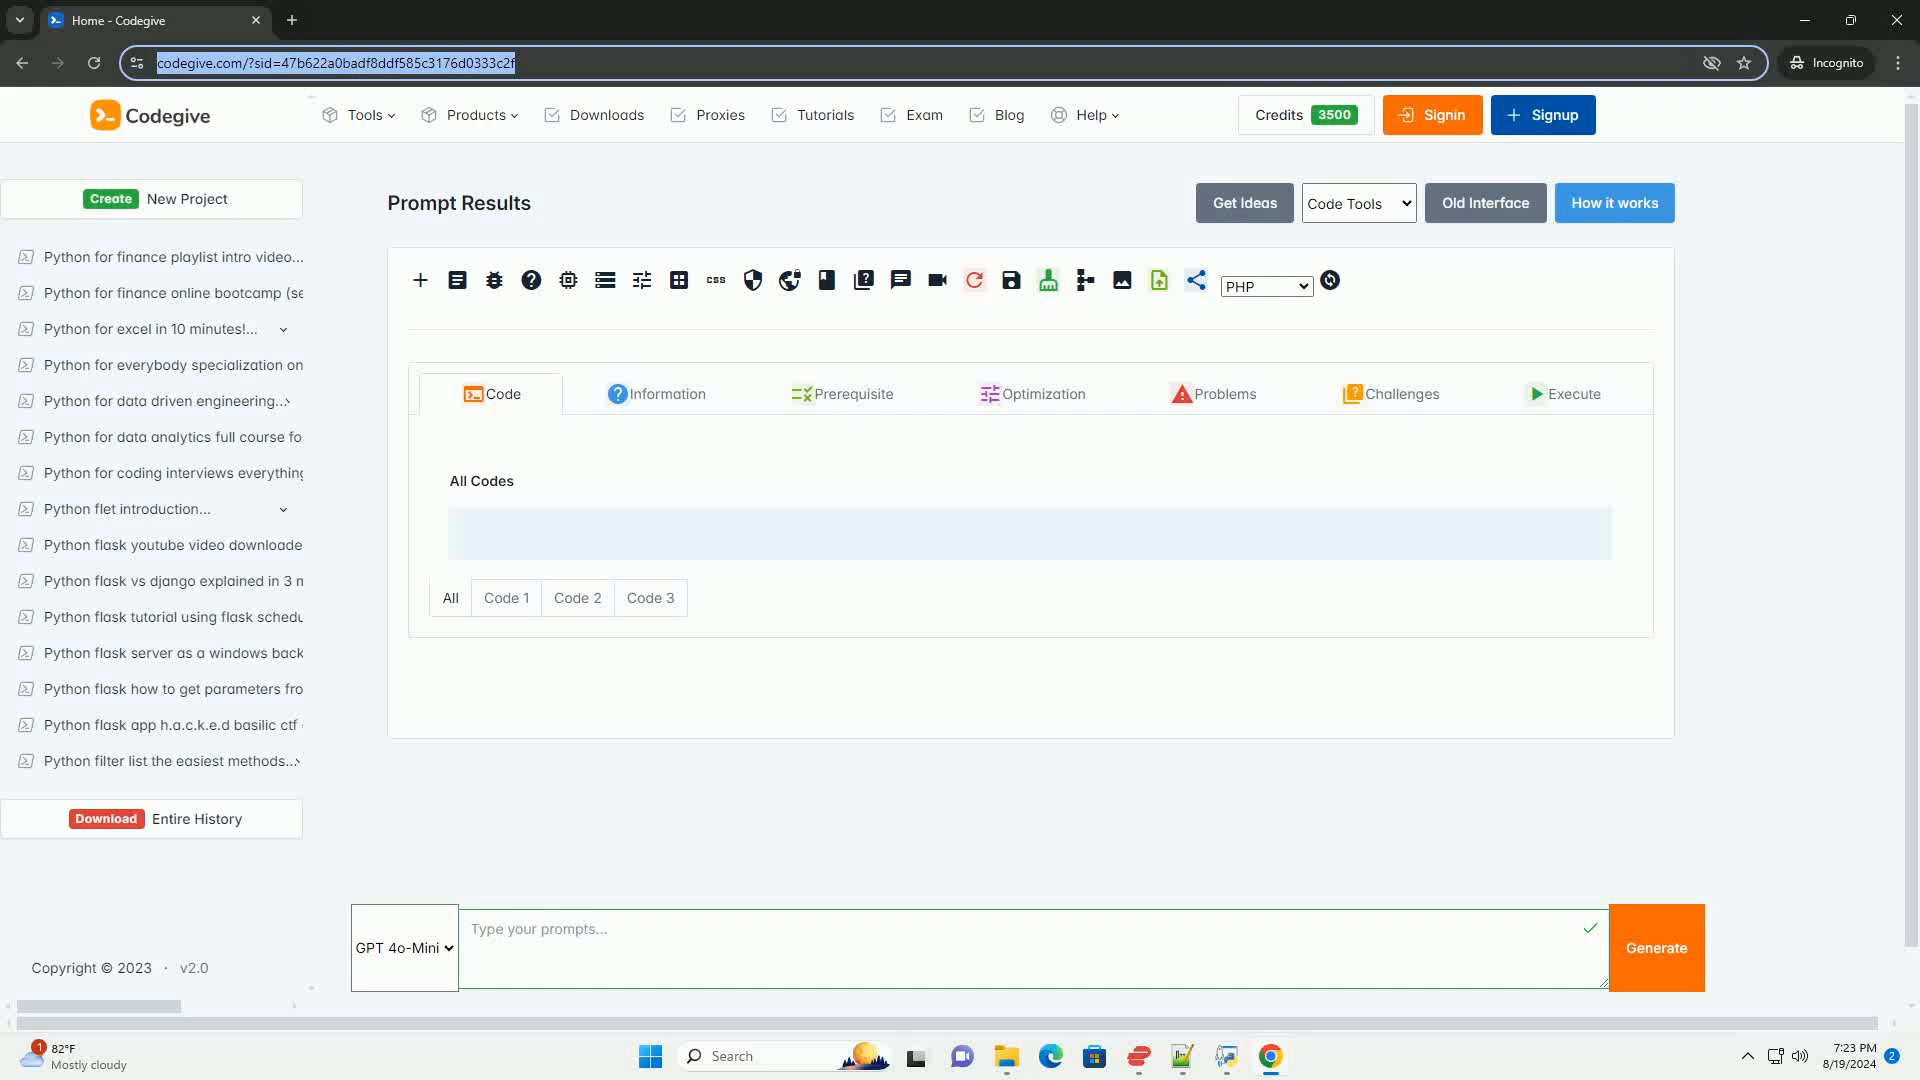 Home - Codegive
codegive.com/?sid=47b622a0badf8ddf585c3176d0333c2f
Incognito
Codegive
Tools
Products
Downloads
Proxies
Tutorials
Exam
Blog
Help
Credits 3500
Signin
Signup
Create New Project
Python for finance playlist intro video...
Python for finance online bootcamp (se
Python for excel in 10 minutes!...
Python for everybody specialization on
Python for data driven engineering...
Python for data analytics full course fo
Python for coding interviews everything
Python flet introduction...
Python flask youtube video downloade
Python flask vs django explained in 3 m
Python flask tutorial using flask schedu
Python flask server as a windows back
Python flask how to get parameters fro
Python flask app h.a.c.k.e.d basilic ctf
Python filter list the easiest methods...
Download Entire History
Copyright © 2023 · v2.0
Prompt Results
Get Ideas
Code Tools
Old Interface
How it works
css
PHP
Code
Information
Prerequisite
Optimization
Problems
Challenges
Execute
All Codes
All
Code 1
Code 2
Code 3
GPT 4o-Mini
Type your prompts...
Generate
1
82°F
Mostly cloudy
Search
7:23 PM
8/19/2024
2